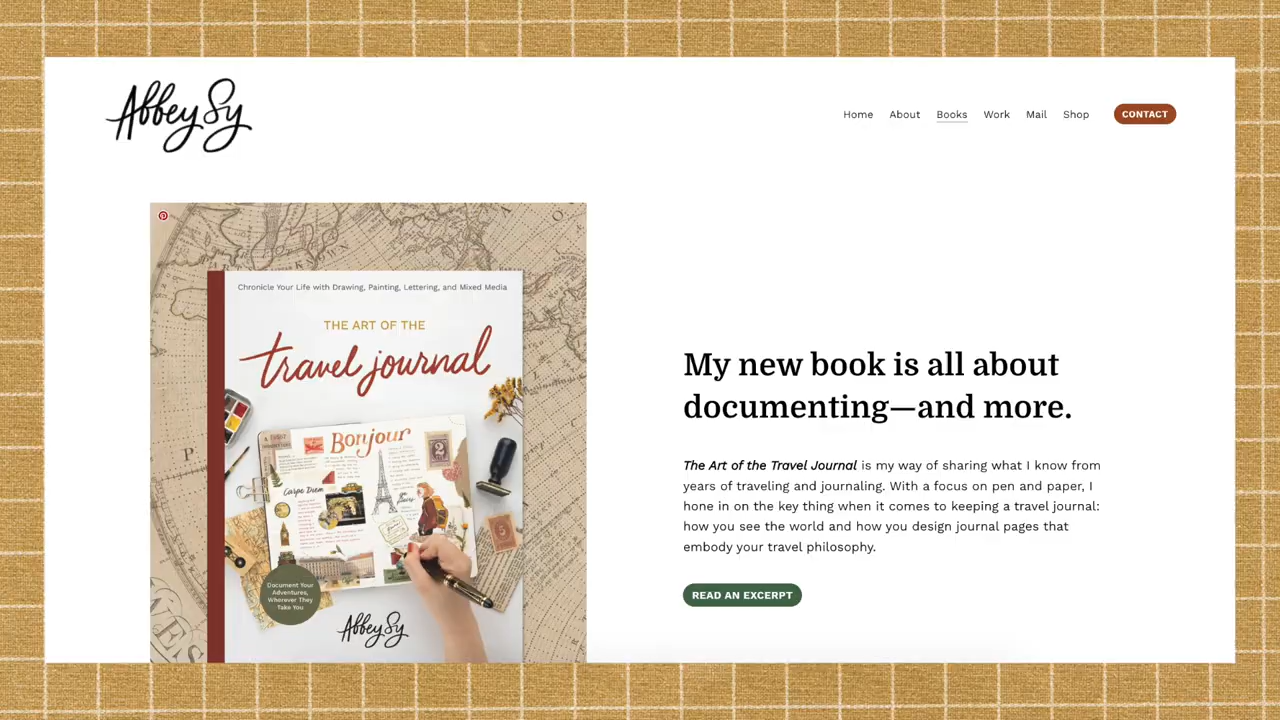 Abbey Sy
Home About Books Work Mail Shop CONTACT
Chronicle Your Life with Drawing, Painting, Lettering, and Mixed Media
THE ART OF THE
travel journal
Bonjour
2
Carpe Diem
P
Document Your
Adventures,
Wherever They
Take You
Abbey Sy
My new book is all about
documenting—and more.
The Art of the Travel Journal is my way of sharing what I know from
years of traveling and journaling. With a focus on pen and paper, I
hone in on the key thing when it comes to keeping a travel journal:
how you see the world and how you design journal pages that
embody your travel philosophy.
READ AN EXCERPT